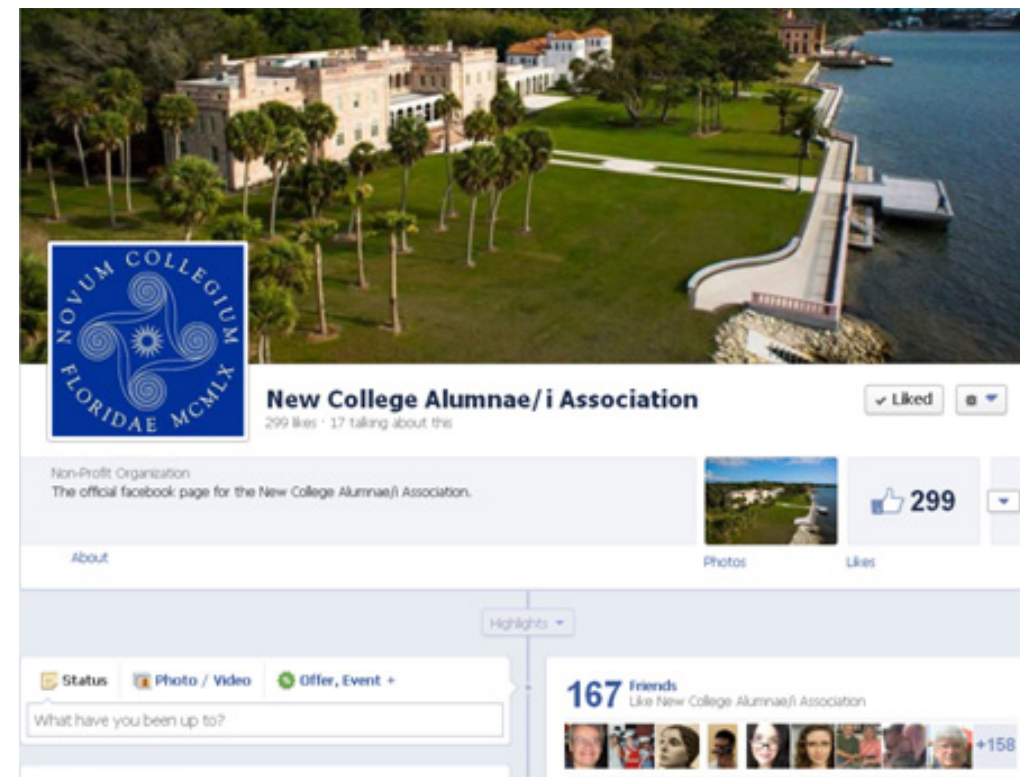 NOVUM COLLEGIUM
FLORIDAE MCMLX
New College Alumnae/i Association
299 likes · 17 talking about this
Liked
Non-Profit Organization
The official facebook page for the New College Alumnae/i Association.
299
About
Photos
Likes
Highlights
Status
Photo / Video
Offer, Event +
What have you been up to?
167 Friends
Like New College Alumnae/i Association
+158